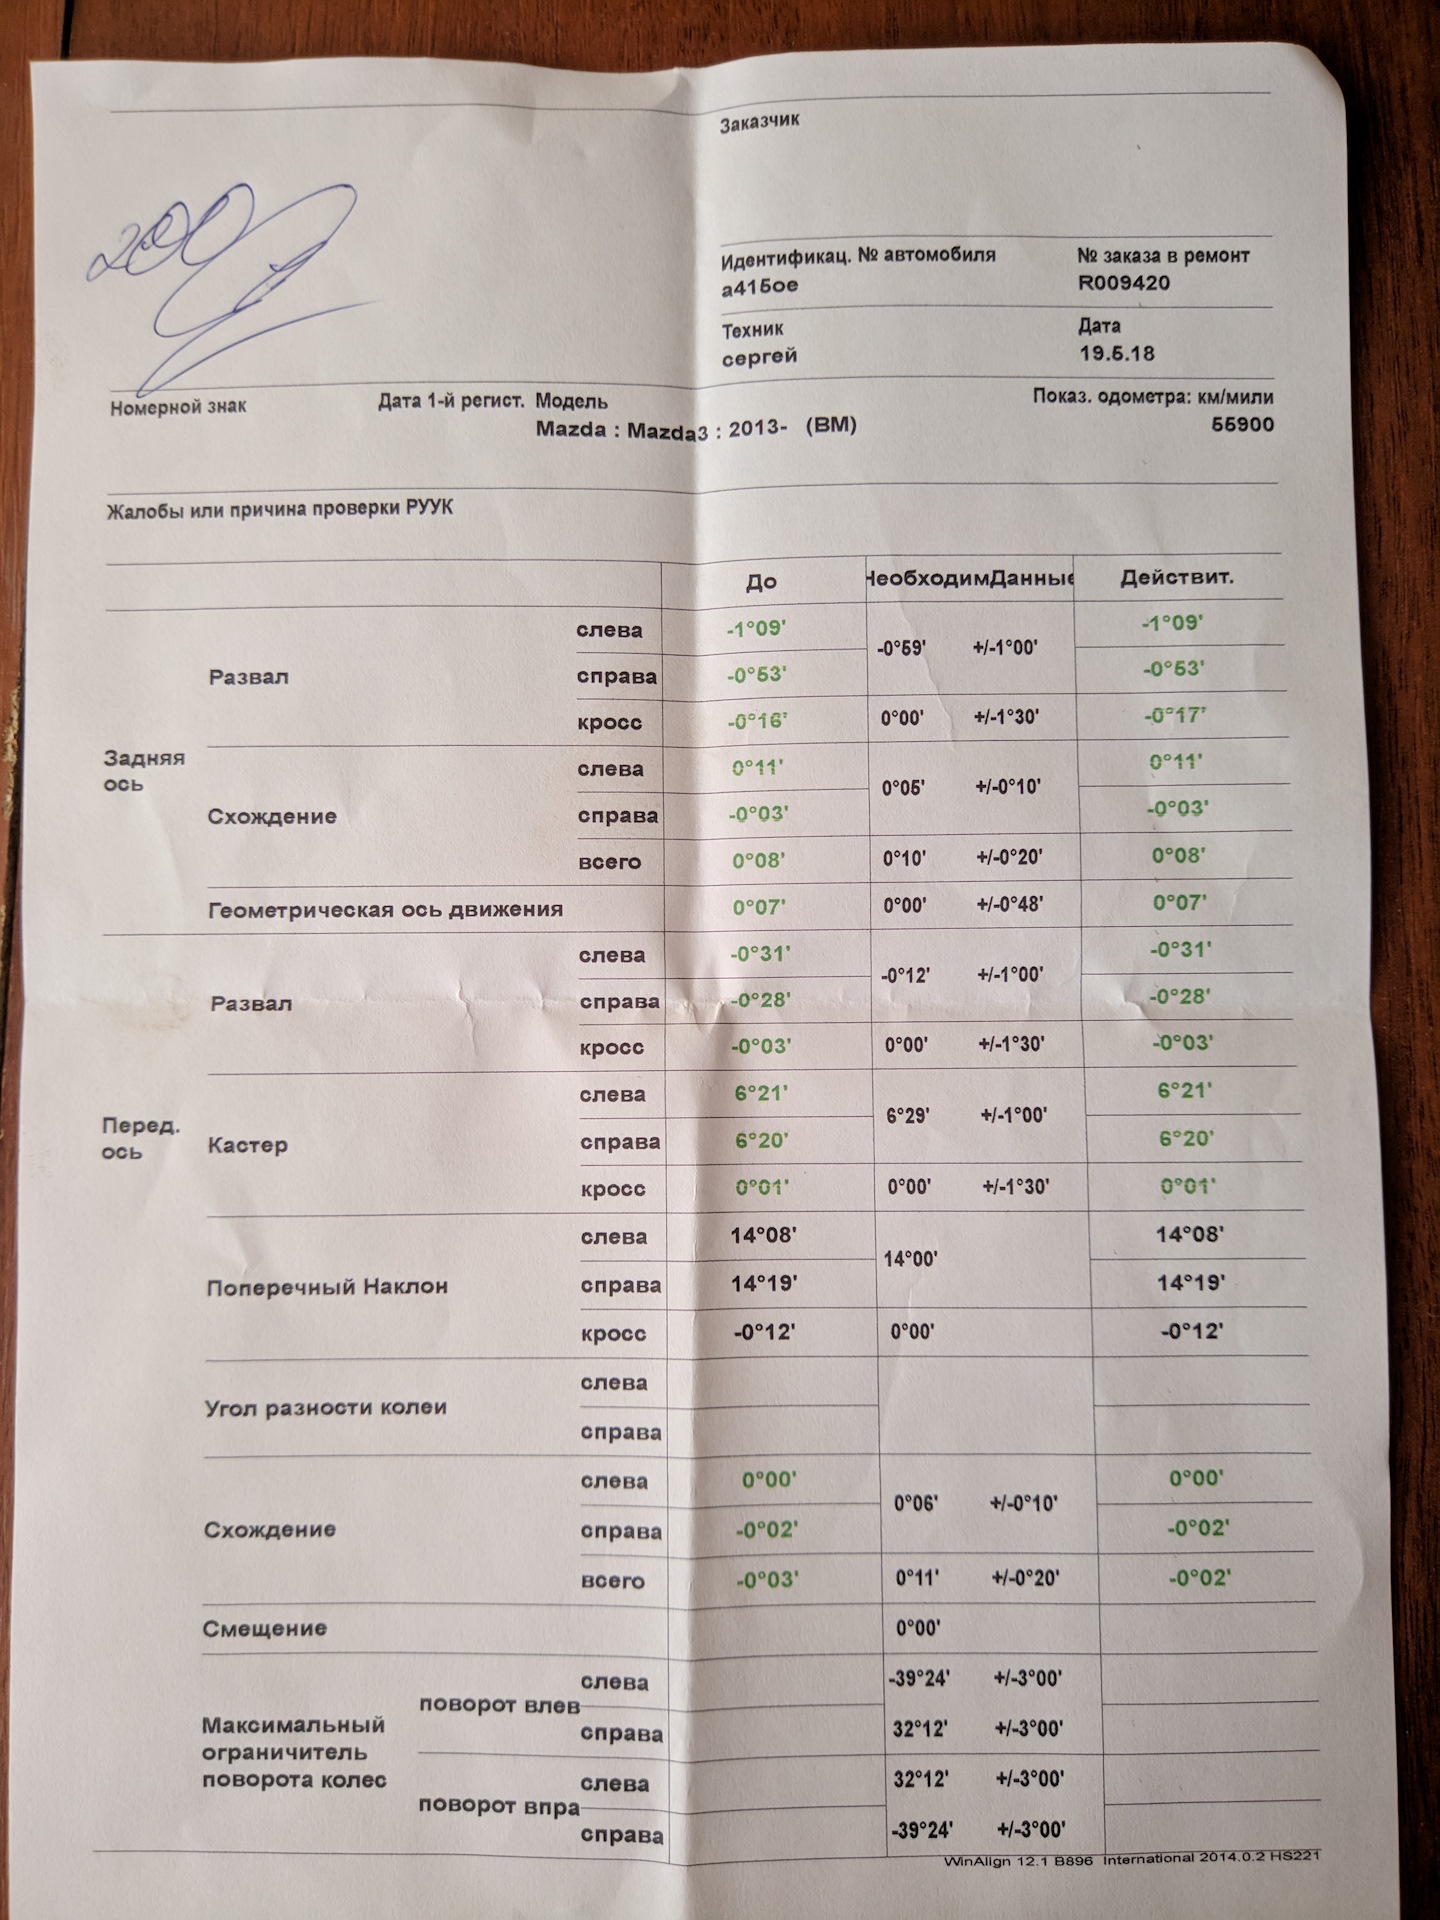 Заказчик
200
Идентификац. № автомобиля № заказа в ремонт
а415ое R009420
Техник Дата
сергей 19.5.18
Номерной знак Дата 1-й регист. Модель Показ. одометра: км/мили
Mazda : Mazda3 : 2013- (BM) 55900
Жалобы или причина проверки РУУК
До НеобходимДанные Действит.
слева -1°09' -1°09'
-0°59' +/-1°00'
Развал справа -0°53' -0°53'
кросс -0°16' 0°00' +/-1°30' -0°17'
Задняя ось
слева 0°11' 0°11'
0°05' +/-0°10'
Схождение справа -0°03' -0°03'
всего 0°08' 0°10' +/-0°20' 0°08'
Геометрическая ось движения 0°07' 0°00' +/-0°48' 0°07'
слева -0°31' -0°31'
-0°12' +/-1°00'
Развал справа -0°28' -0°28'
кросс -0°03' 0°00' +/-1°30' -0°03'
Перед. ось
слева 6°21' 6°21'
6°29' +/-1°00'
Кастер справа 6°20' 6°20'
кросс 0°01' 0°00' +/-1°30' 0°01'
слева 14°08' 14°08'
14°00'
Поперечный Наклон справа 14°19' 14°19'
кросс -0°12' 0°00' -0°12'
слева
Угол разности колеи
справа
слева 0°00' 0°00'
0°06' +/-0°10'
Схождение справа -0°02' -0°02'
всего -0°03' 0°11' +/-0°20' -0°02'
Смещение 0°00'
слева -39°24' +/-3°00'
поворот влев
справа 32°12' +/-3°00'
Максимальный
ограничитель
поворота колес
слева 32°12' +/-3°00'
поворот впра
справа -39°24' +/-3°00'
WinAlign 12.1 B896 International 2014.0.2 HS221